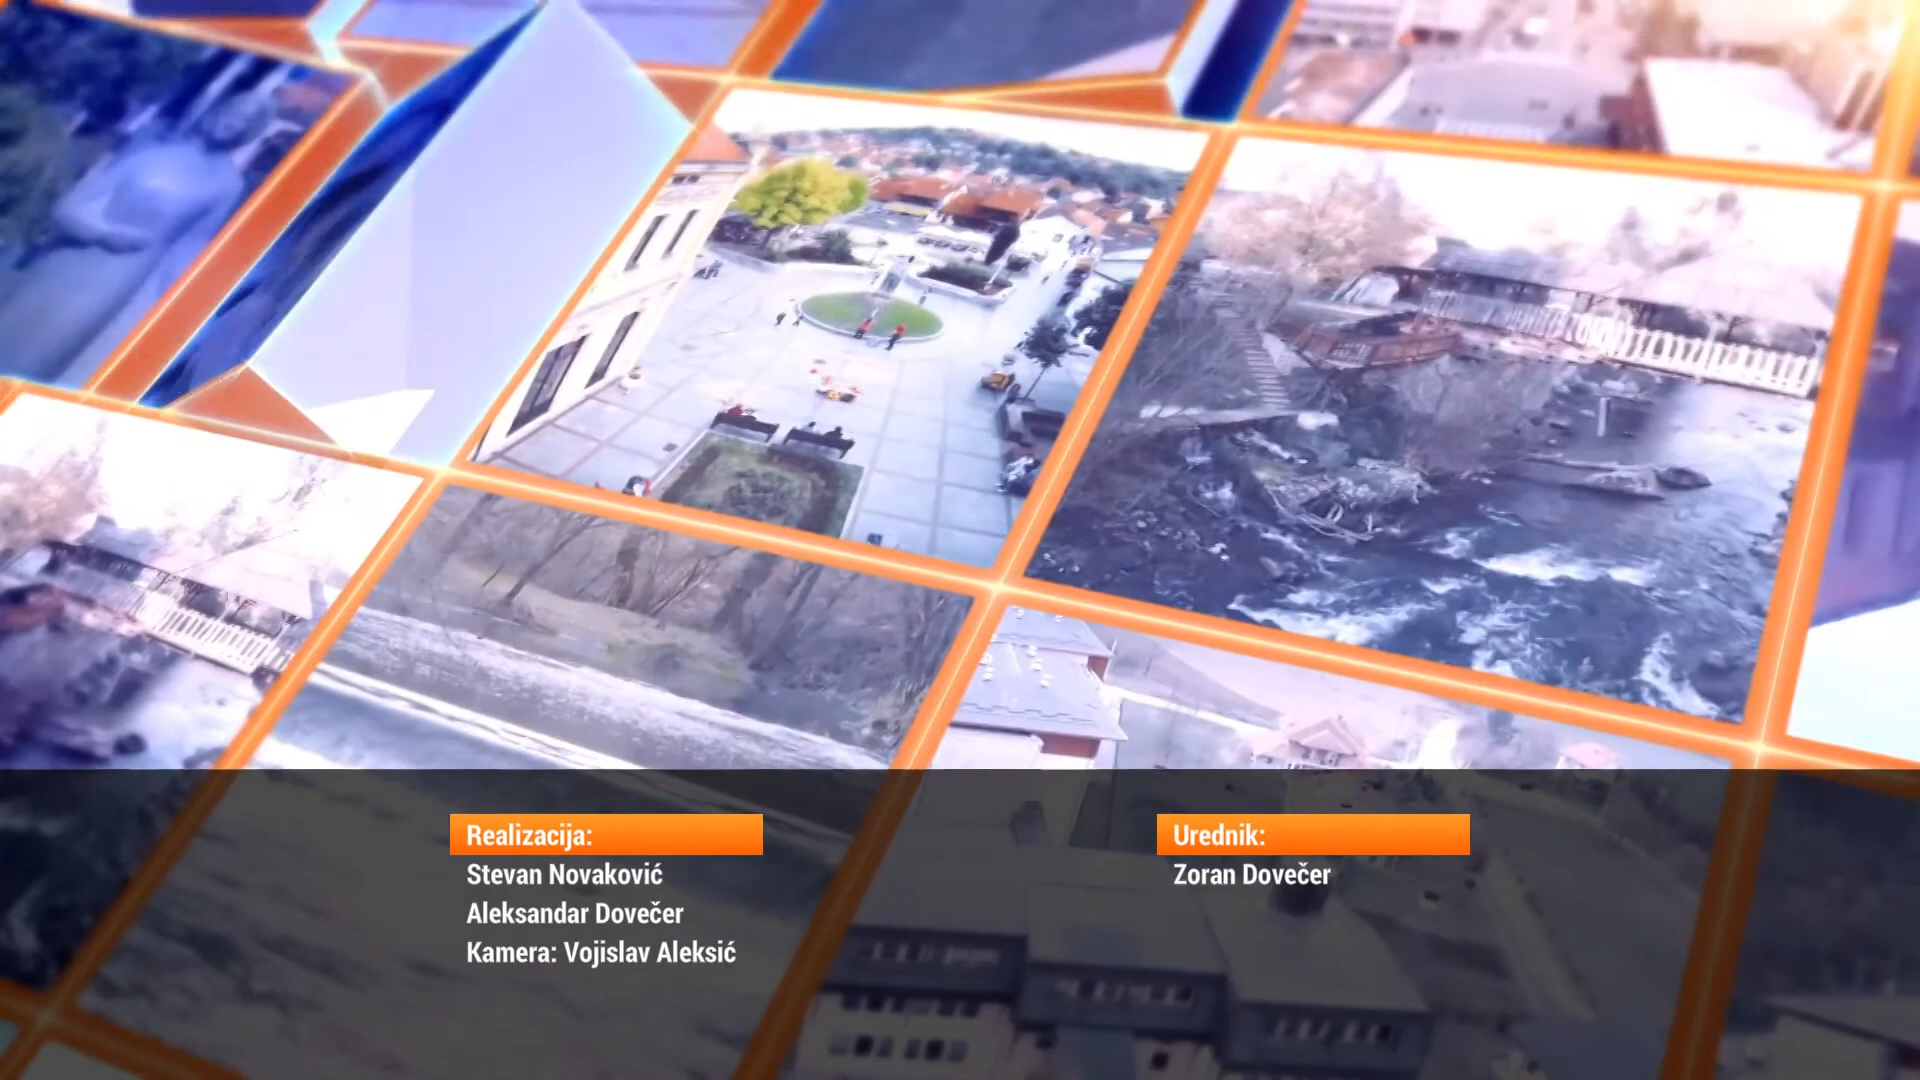 Realizacija:
Stevan Novaković
Aleksandar Dovečer
Kamera: Vojislav Aleksić
Urednik:
Zoran Dovečer